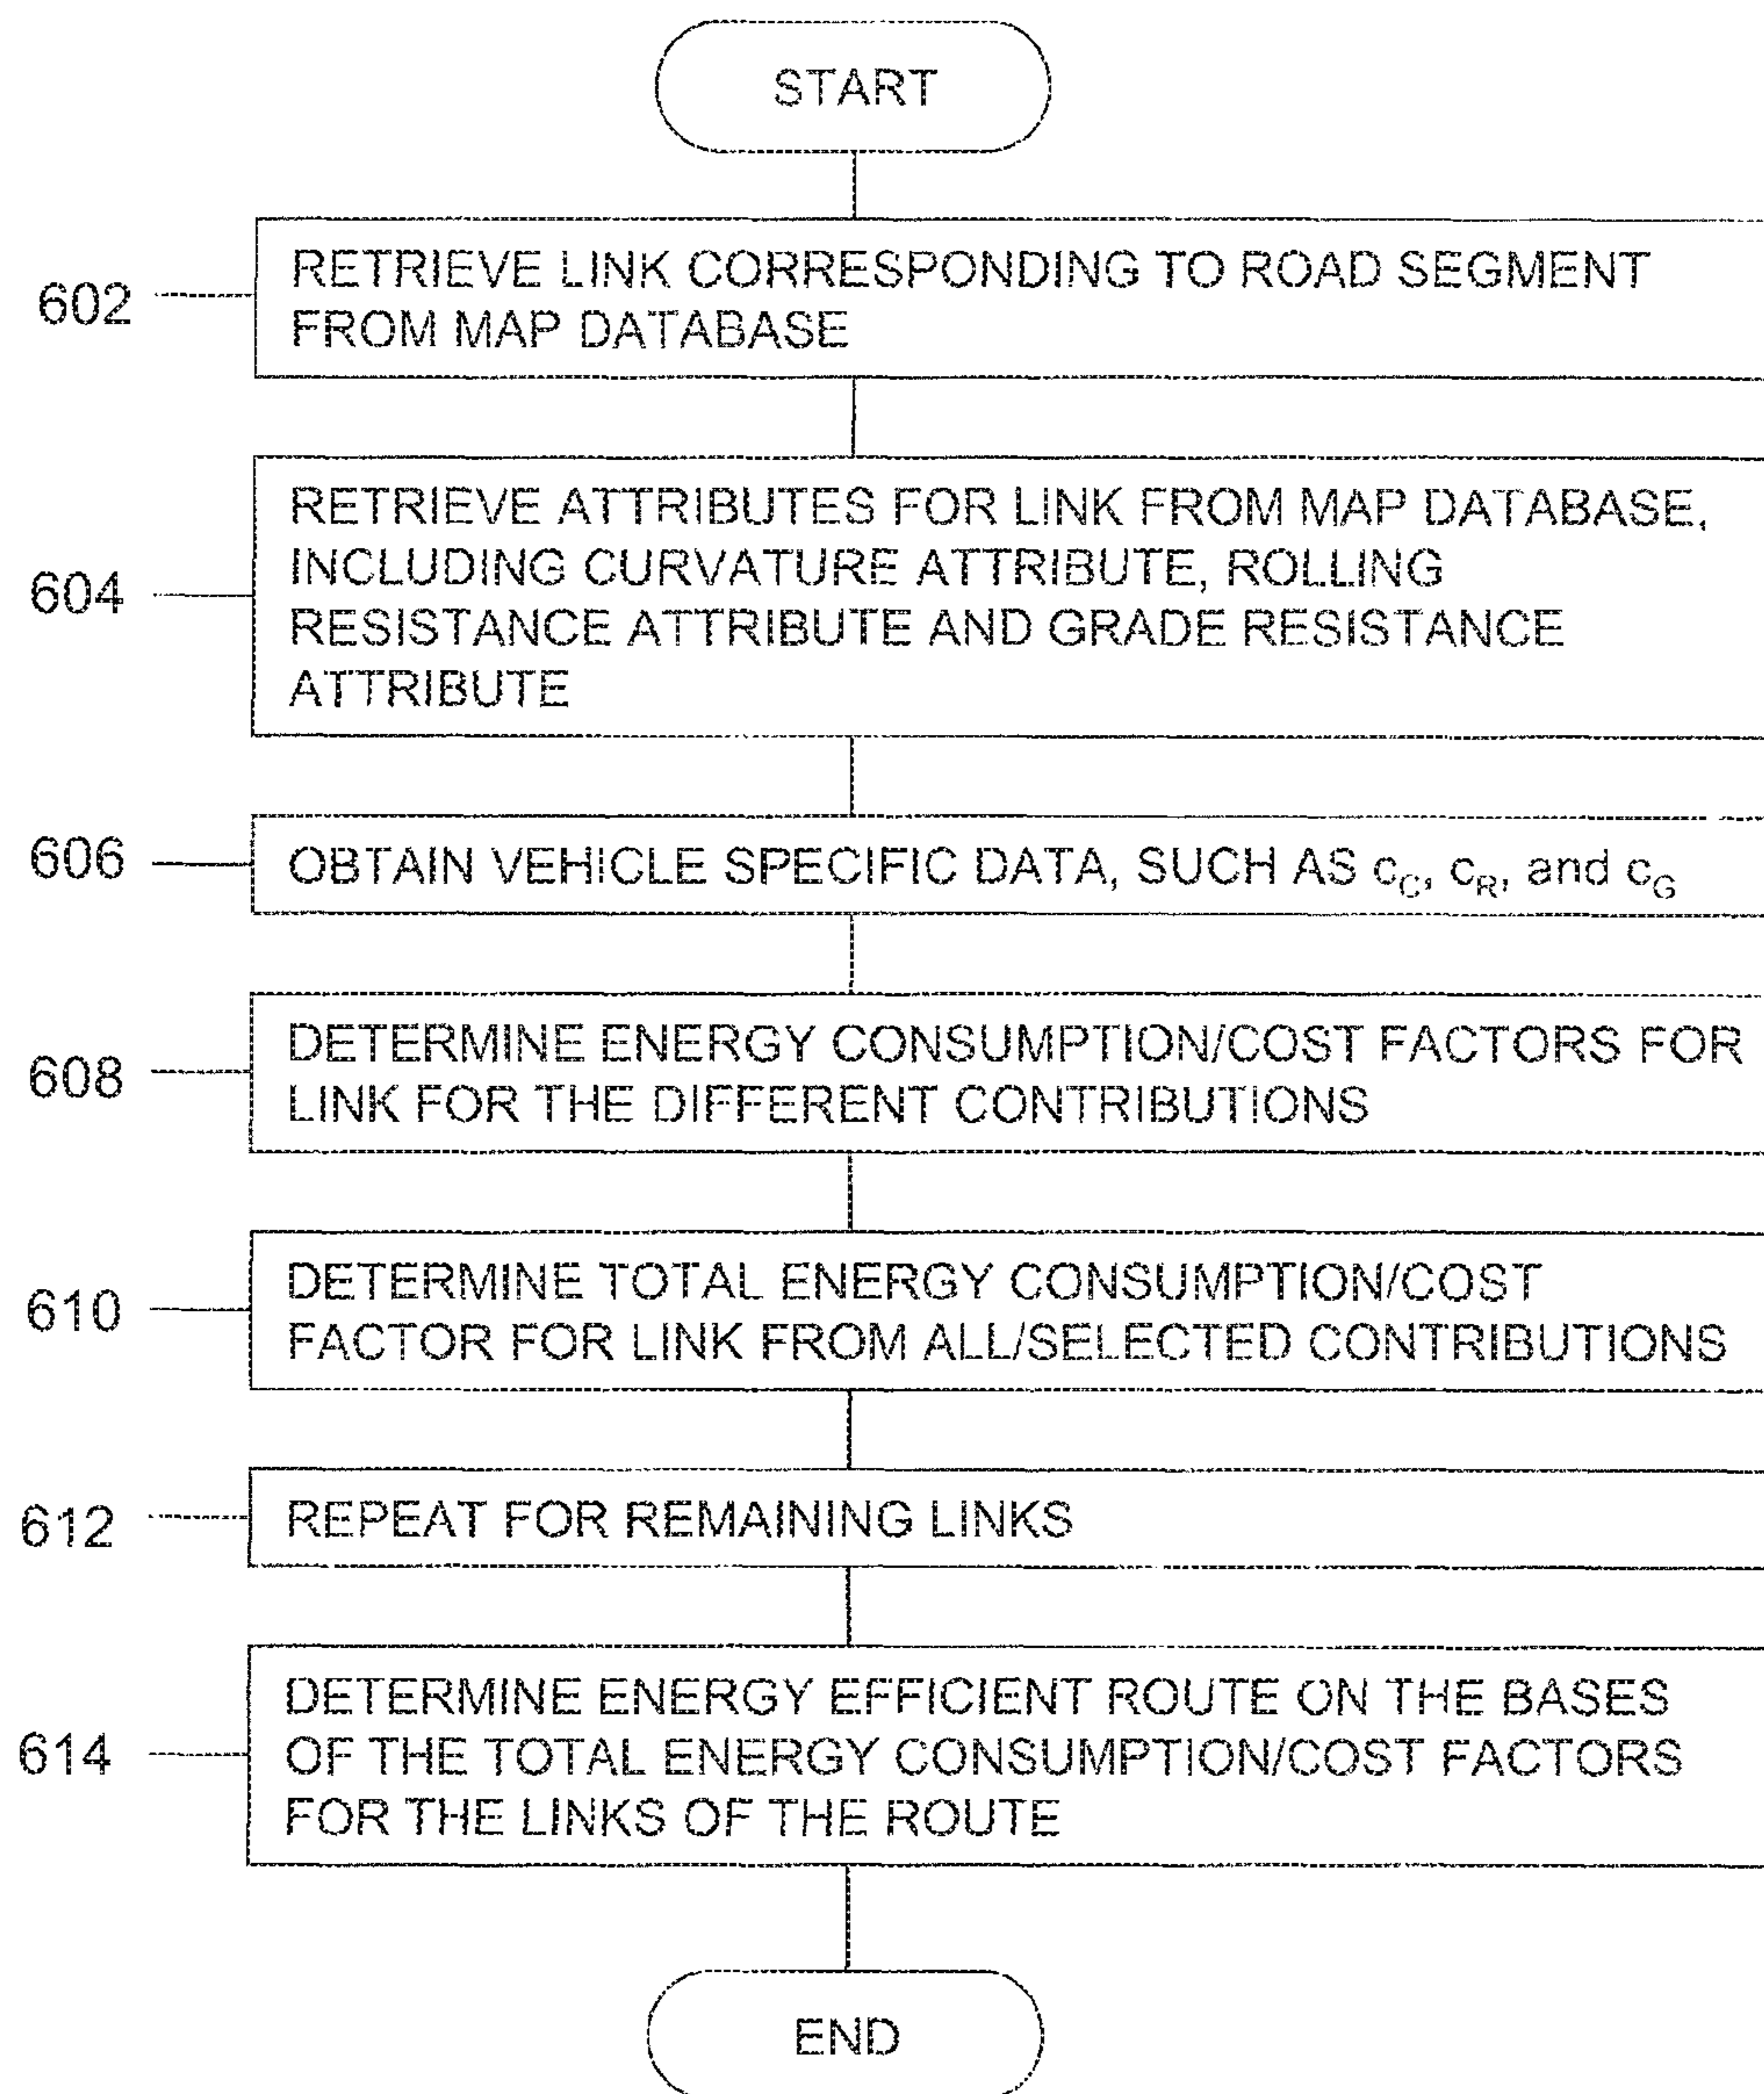 START
602
RETRIEVE LINK CORRESPONDING TO ROAD SEGMENT
FROM MAP DATABASE
604
RETRIEVE ATTRIBUTES FOR LINK FROM MAP DATABASE,
INCLUDING CURVATURE ATTRIBUTE, ROLLING
RESISTANCE ATTRIBUTE AND GRADE RESISTANCE
ATTRIBUTE
606
OBTAIN VEHICLE SPECIFIC DATA, SUCH AS c_C, c_R, and c_G
608
DETERMINE ENERGY CONSUMPTION/COST FACTORS FOR
LINK FOR THE DIFFERENT CONTRIBUTIONS
610
DETERMINE TOTAL ENERGY CONSUMPTION/COST
FACTOR FOR LINK FROM ALL/SELECTED CONTRIBUTIONS
612
REPEAT FOR REMAINING LINKS
614
DETERMINE ENERGY EFFICIENT ROUTE ON THE BASES
OF THE TOTAL ENERGY CONSUMPTION/COST FACTORS
FOR THE LINKS OF THE ROUTE
END